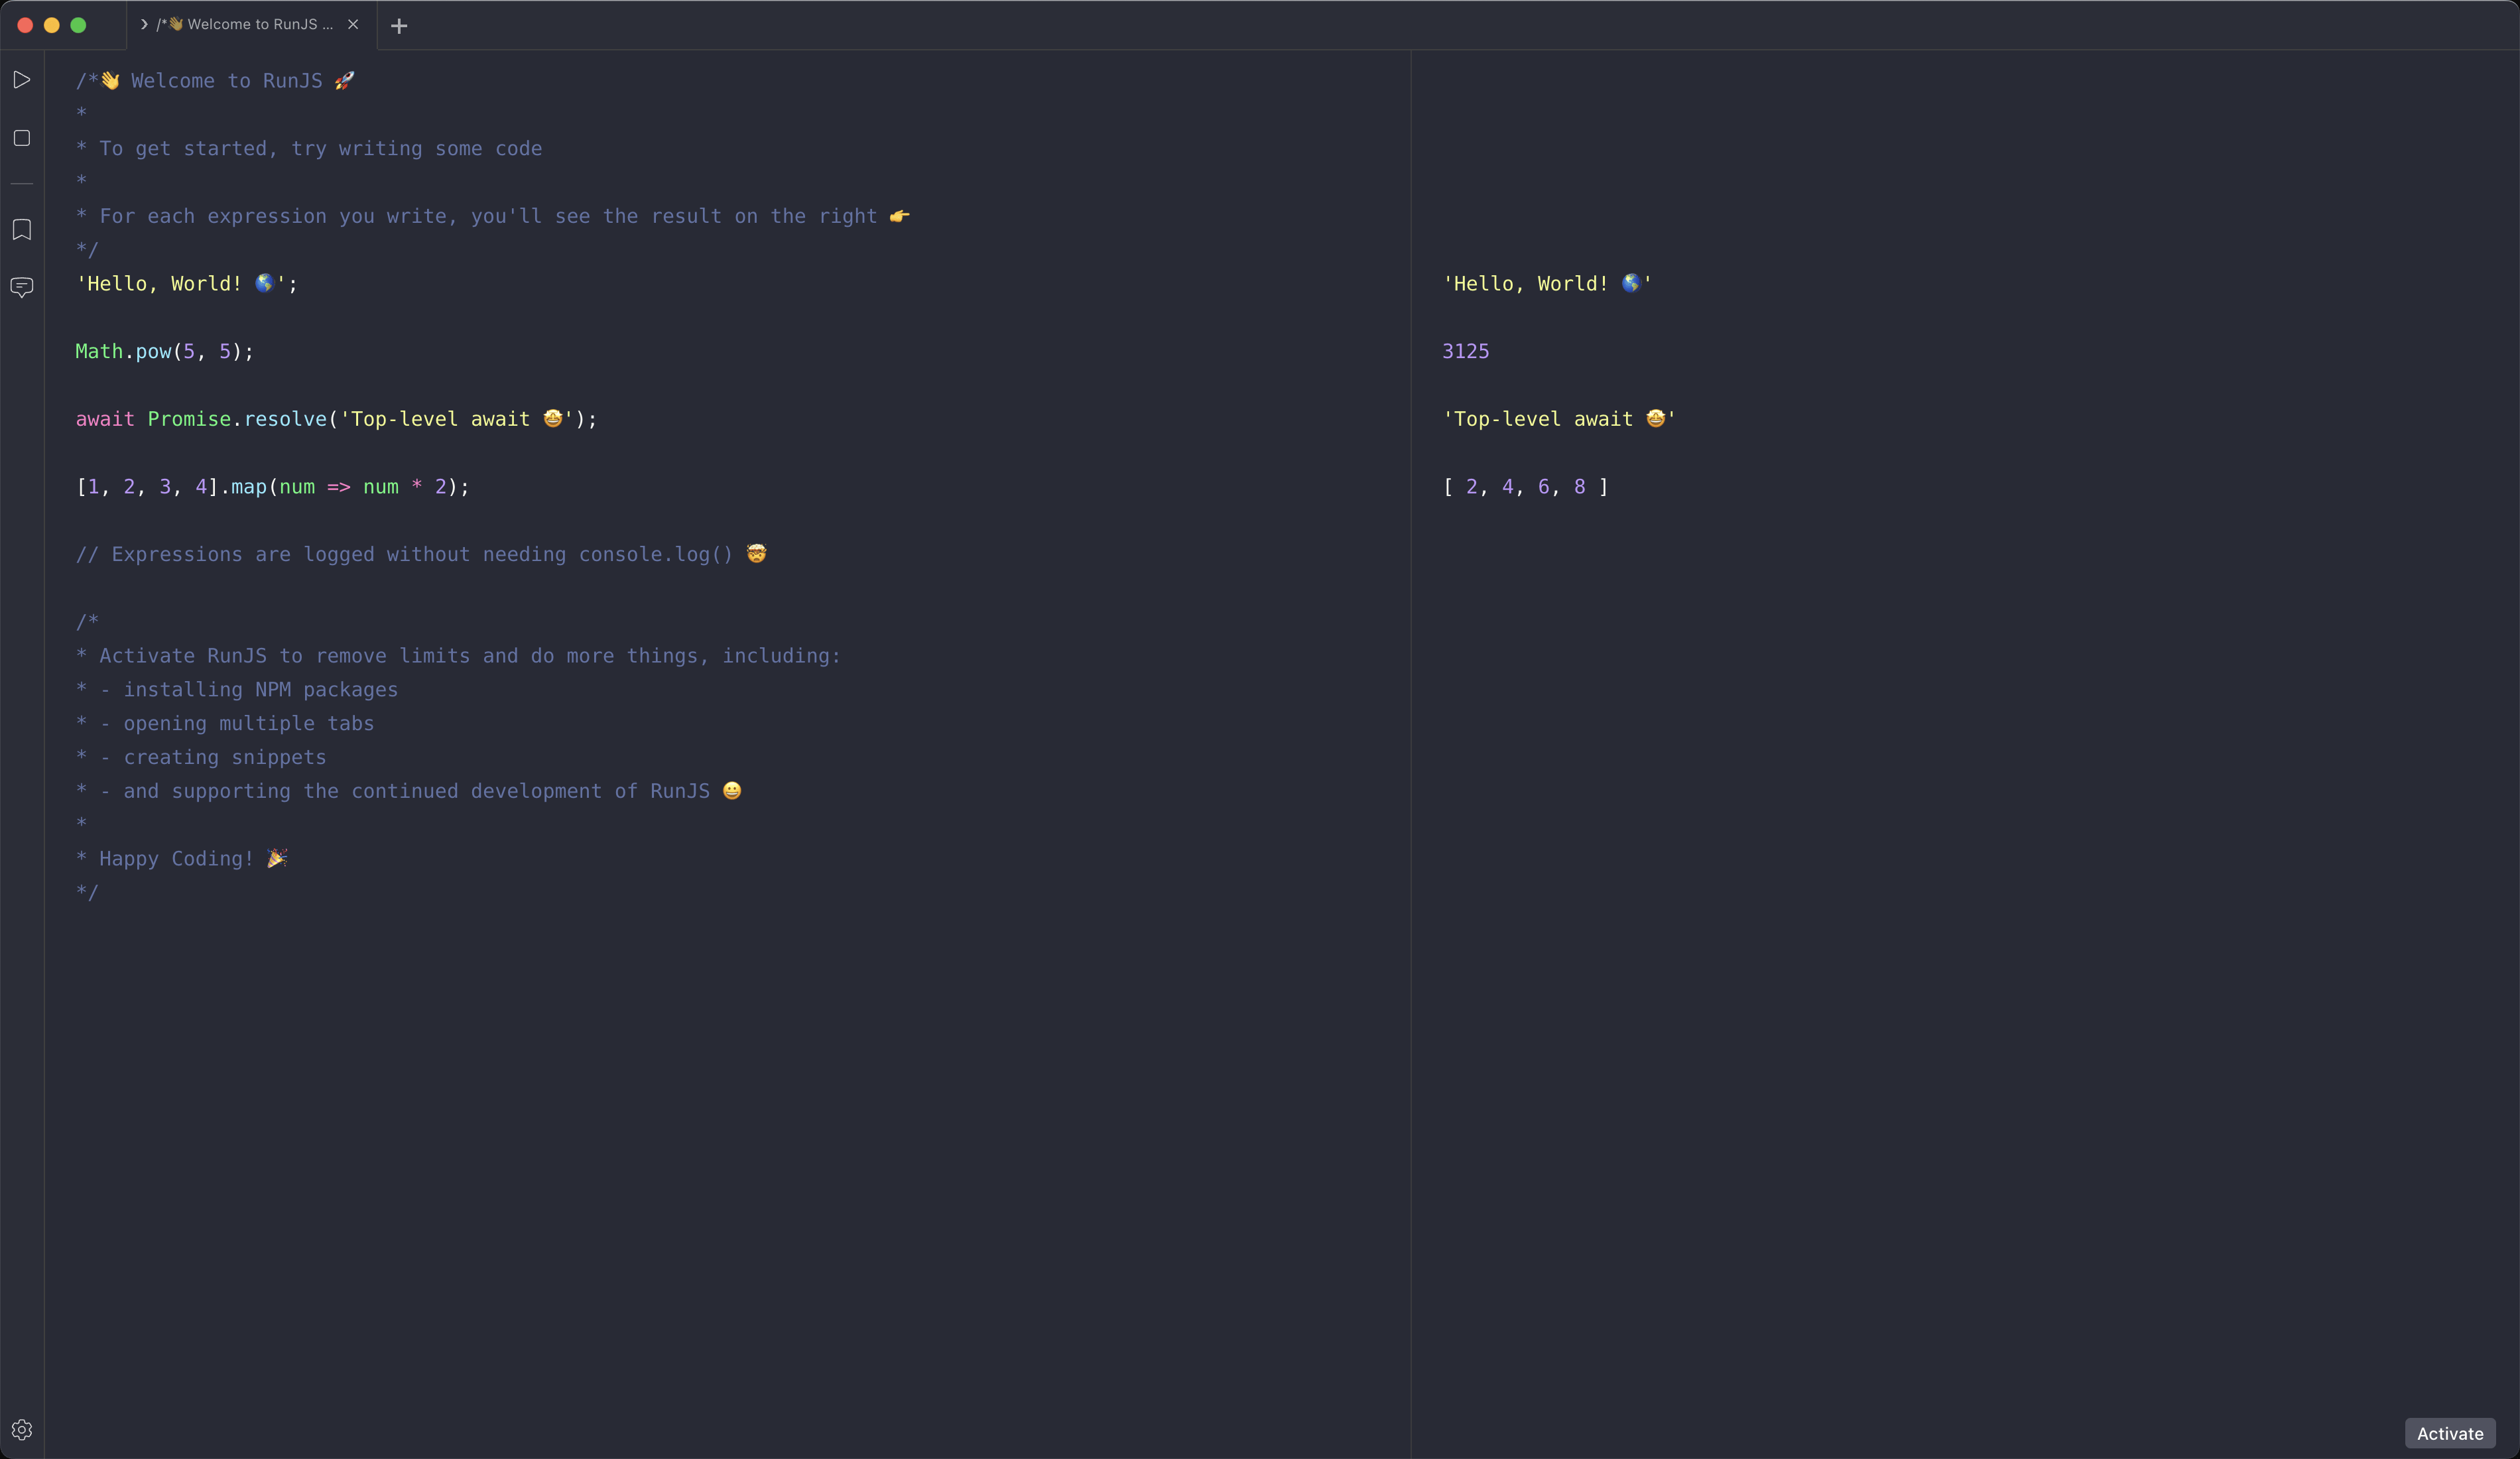 ❯ /*👋 Welcome to RunJS ...
/*👋 Welcome to RunJS 🚀
*
* To get started, try writing some code
*
* For each expression you write, you'll see the result on the right 👉
*/
'Hello, World! 🌎';
Math.pow(5, 5);
await Promise.resolve('Top-level await 🤩');
[1, 2, 3, 4].map(num => num * 2);
// Expressions are logged without needing console.log() 🤯
/*
* Activate RunJS to remove limits and do more things, including:
* - installing NPM packages
* - opening multiple tabs
* - creating snippets
* - and supporting the continued development of RunJS 😀
*
* Happy Coding! 🎉
*/
'Hello, World! 🌎'
3125
'Top-level await 🤩'
[ 2, 4, 6, 8 ]
Activate